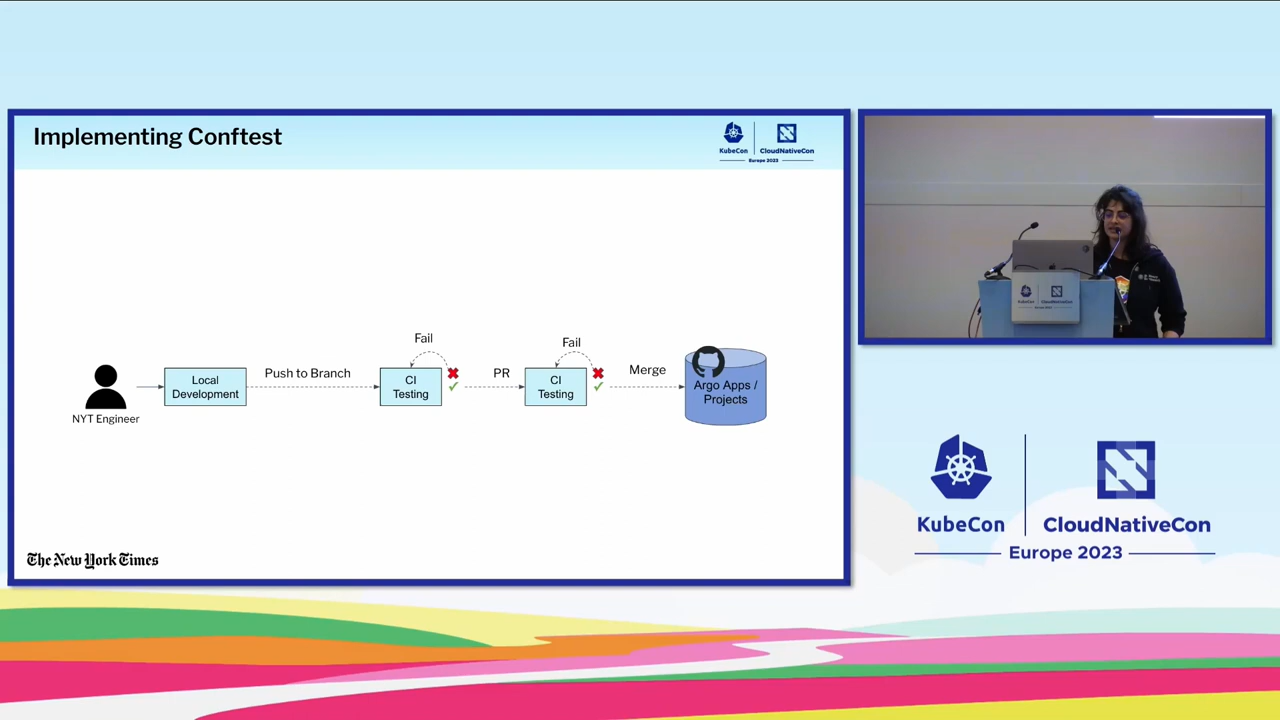 Implementing Conftest
KubeCon
CloudNativeCon
Europe 2023
Fail
Fail
Local
Development
Push to Branch
CI
Testing
PR
CI
Testing
Merge
Argo Apps /
Projects
NYT Engineer
The New York Times
KubeCon
CloudNativeCon
Europe 2023